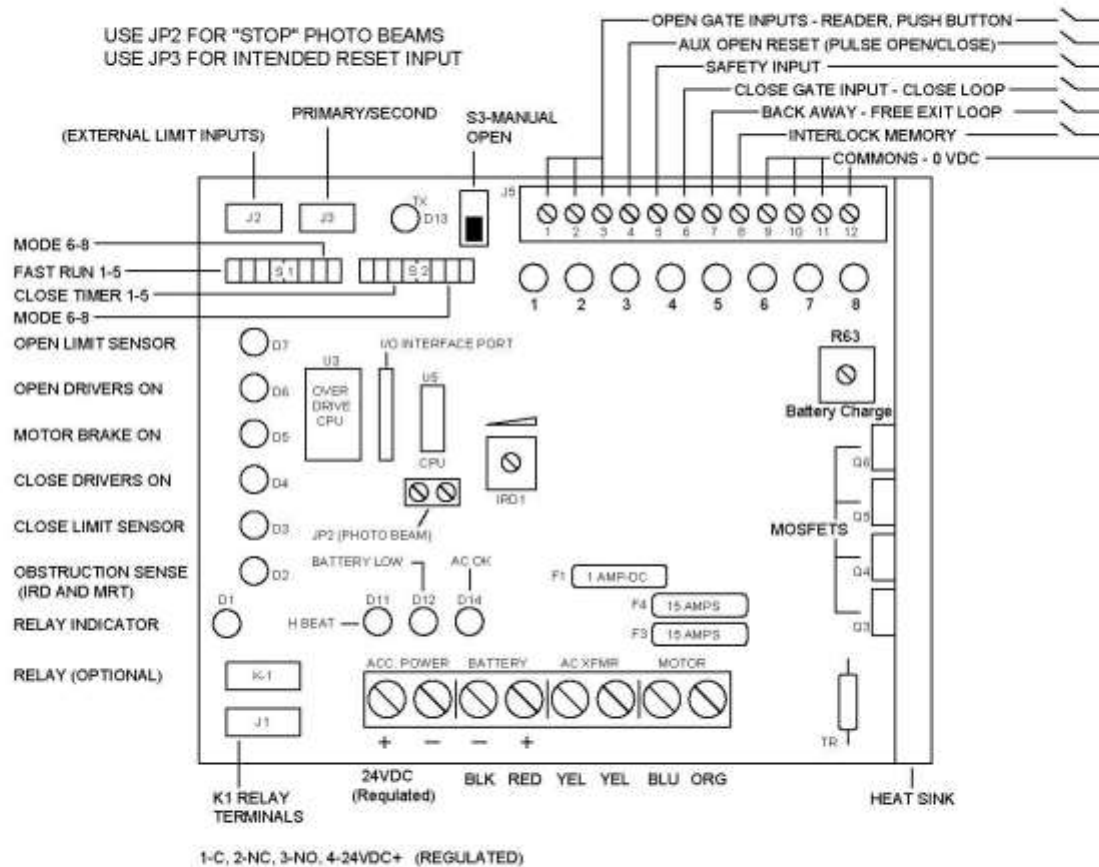 USE JP2 FOR "STOP" PHOTO BEAMS
USE JP3 FOR INTENDED RESET INPUT
OPEN GATE INPUTS - READER, PUSH BUTTON
AUX OPEN RESET (PULSE OPEN/CLOSE)
SAFETY INPUT
CLOSE GATE INPUT - CLOSE LOOP
BACK AWAY - FREE EXIT LOOP
INTERLOCK MEMORY
COMMONS - 0 VDC
PRIMARY/SECOND
(EXTERNAL LIMIT INPUTS)
S3-MANUAL
OPEN
J2
J3
TX
D13
J5
1 2 3 4 5 6 7 8 9 10 11 12
MODE 6-8
FAST RUN 1-5
S 1
S 2
CLOSE TIMER 1-5
MODE 6-8
1 2 3 4 5 6 7 8
OPEN LIMIT SENSOR
D7
I/O INTERFACE PORT
R63
U3
U5
OPEN DRIVERS ON
D6
OVER
DRIVE
CPU
Battery Charge
MOTOR BRAKE ON
D5
CPU
Q6
CLOSE DRIVERS ON
D4
IRD1
Q5
CLOSE LIMIT SENSOR
D3
JP2 (PHOTO BEAM)
MOSFETS
BATTERY LOW
AC OK
OBSTRUCTION SENSE
(IRD AND MRT)
D2
F1
1 AMP-DC
Q4
D1
D11
D12
D14
F4
15 AMPS
RELAY INDICATOR
H BEAT
F3
15 AMPS
Q3
ACC. POWER
BATTERY
AC XFMR
MOTOR
RELAY (OPTIONAL)
K-1
J1
TR
+ − − +
24VDC
(Regulated)
BLK RED YEL YEL BLU ORG
K1 RELAY
TERMINALS
HEAT SINK
1-C, 2-NC, 3-NO, 4-24VDC+ (REGULATED)